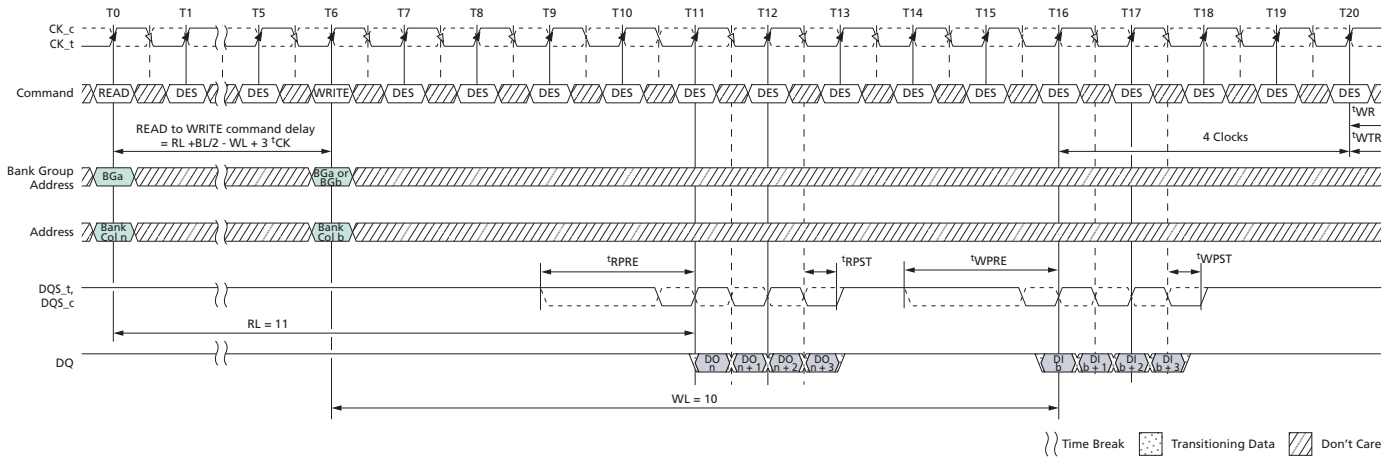 T0 T1 T5 T6 T7 T8 T9 T10 T11 T12 T13 T14 T15 T16 T17 T18 T19 T20
CK_c
CK_t
Command READ DES DES WRITE DES DES DES DES DES DES DES DES DES DES DES DES DES DES
READ to WRITE command delay
= RL +BL/2 - WL + 3 tCK
tWR
4 Clocks
tWTR
Bank Group
Address
BGa
BGa or
BGb
Address
Bank
Col n
Bank
Col b
tRPRE tRPST tWPRE tWPST
DQS_t,
DQS_c
RL = 11
DQ
DO
n
DO
n + 1
DO
n + 2
DO
n + 3
DI
b
DI
b + 1
DI
b + 2
DI
b + 3
WL = 10
Time Break Transitioning Data Don't Care